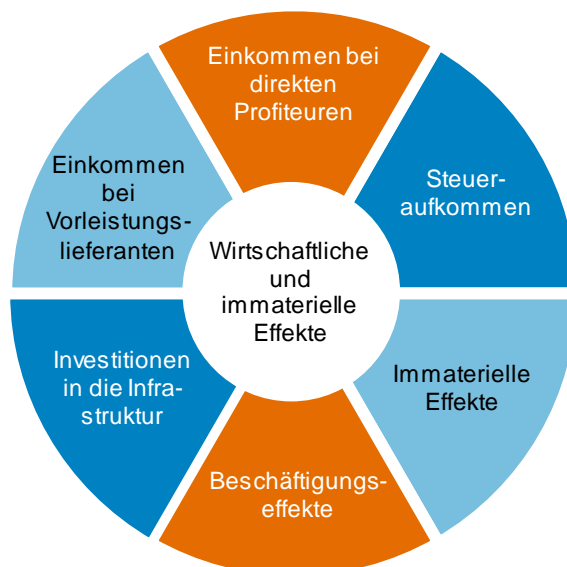 Einkommen bei
direkten
Profiteuren
Steuer-
aufkommen
Immaterielle
Effekte
Beschäftigungs-
effekte
Investitionen
in die Infra-
struktur
Einkommen
bei
Vorleistungs-
lieferanten
Wirtschaftliche
und
immaterielle
Effekte